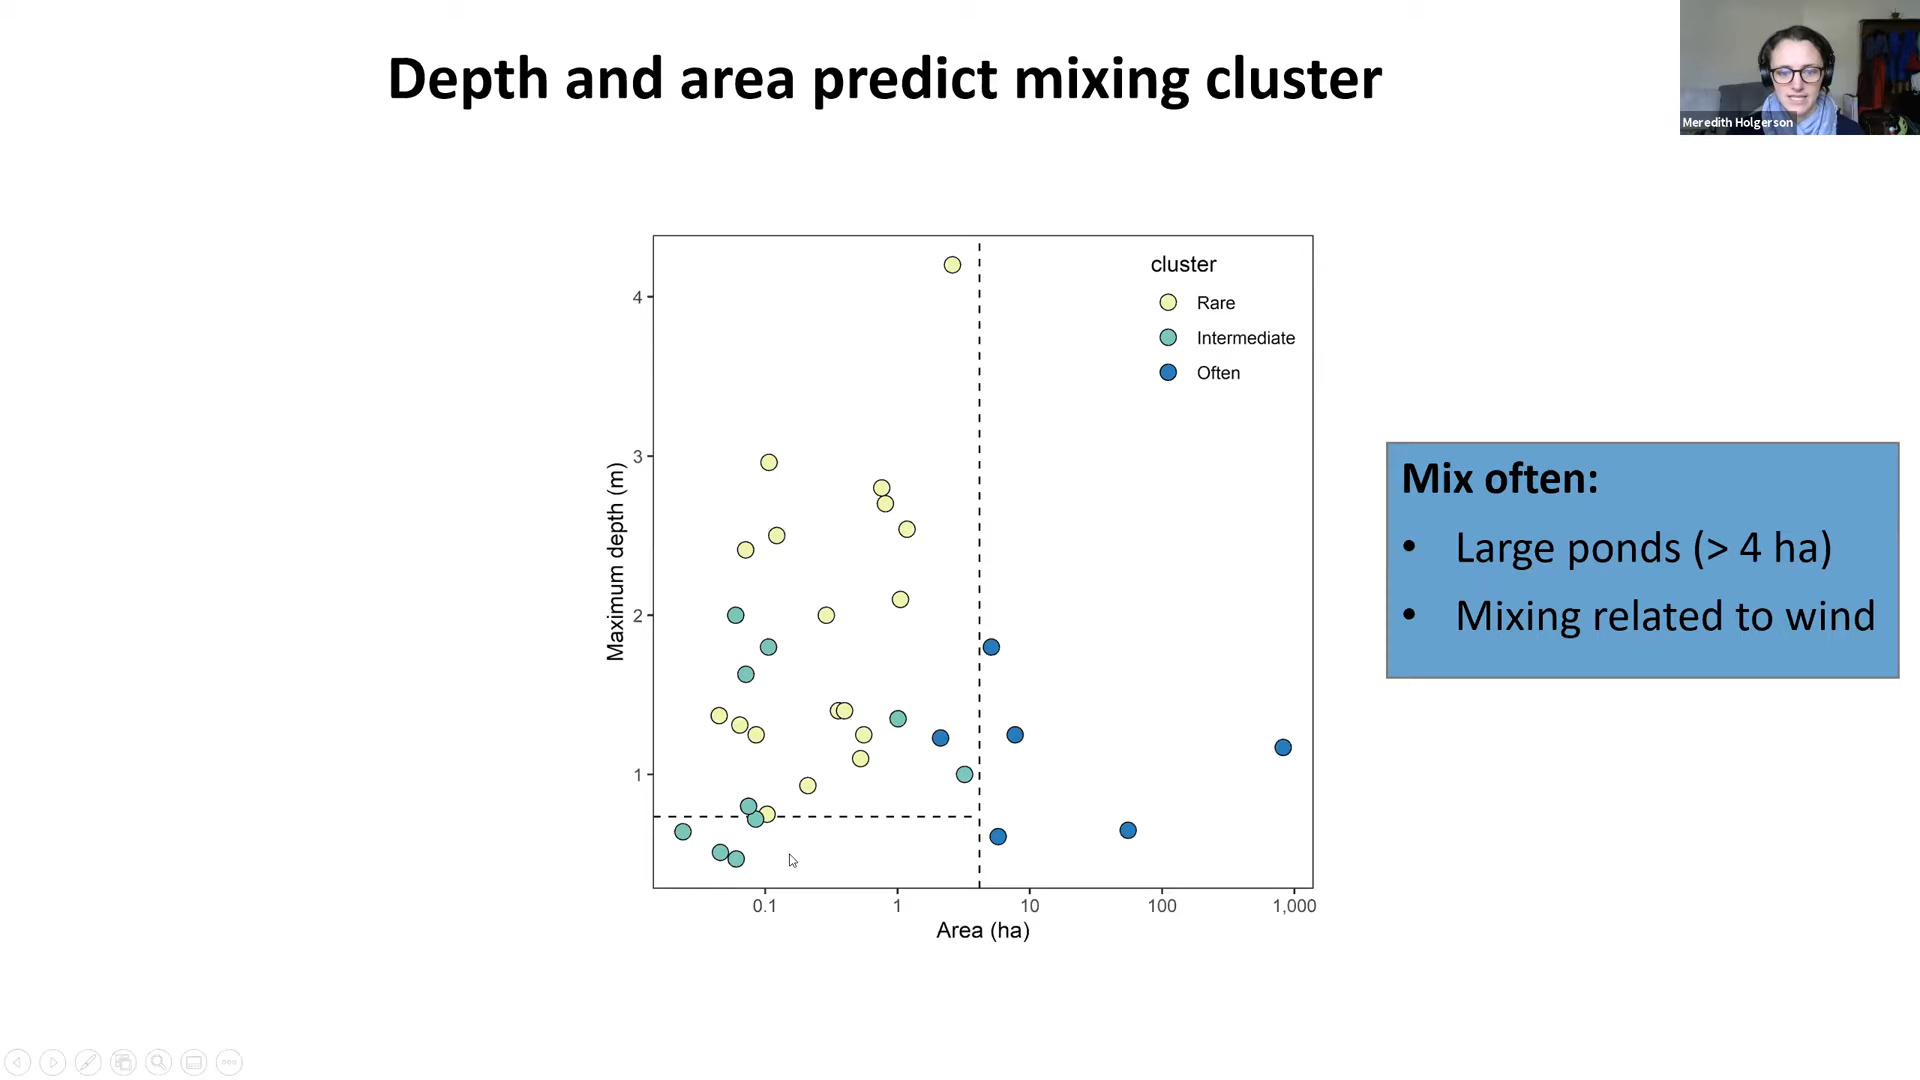 Depth and area predict mixing cluster
Meredith Holgerson
cluster
Rare
Intermediate
Often
4
3
2
1
Maximum depth (m)
0.1
1
10
100
1,000
Area (ha)
Mix often:
• Large ponds (> 4 ha)
• Mixing related to wind